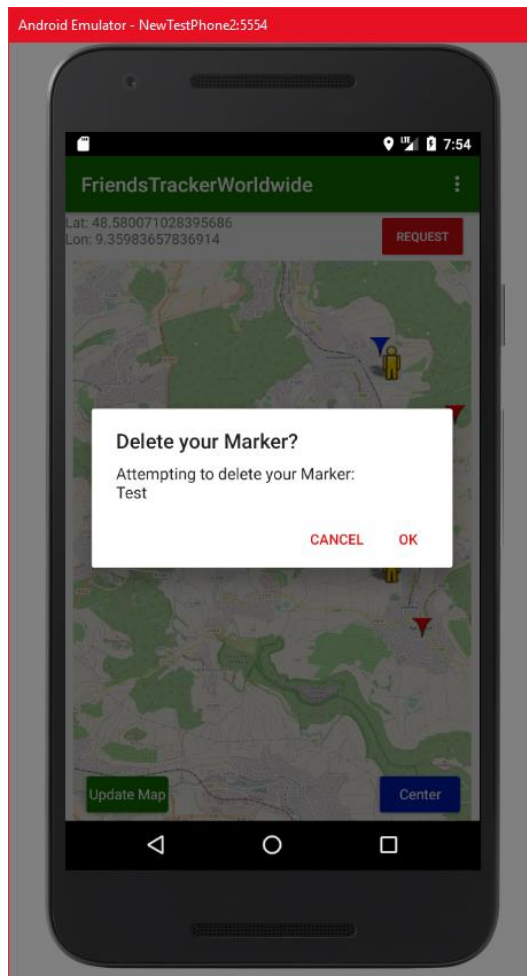 Android Emulator - NewTestPhone2:5554
LTE 7:54
FriendsTrackerWorldwide
Lat: 48.580071028395686
Lon: 9.35983657836914
REQUEST
Delete your Marker?
Attempting to delete your Marker:
Test
CANCEL OK
Update Map
Center